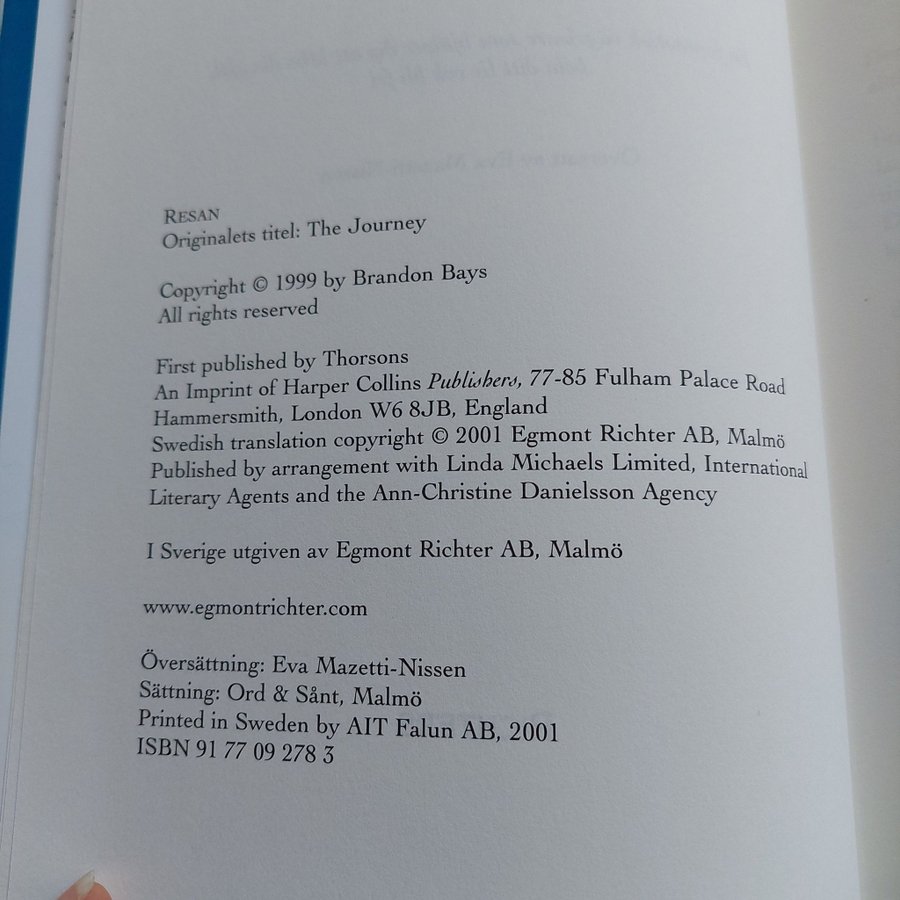 RESAN
Originalets titel: The Journey
Copyright © 1999 by Brandon Bays
All rights reserved
First published by Thorsons
An Imprint of Harper Collins Publishers, 77-85 Fulham Palace Road
Hammersmith, London W6 8JB, England
Swedish translation copyright © 2001 Egmont Richter AB, Malmö
Published by arrangement with Linda Michaels Limited, International
Literary Agents and the Ann-Christine Danielsson Agency
I Sverige utgiven av Egmont Richter AB, Malmö
www.egmontrichter.com
Översättning: Eva Mazetti-Nissen
Sättning: Ord & Sånt, Malmö
Printed in Sweden by AIT Falun AB, 2001
ISBN 91 77 09 278 3